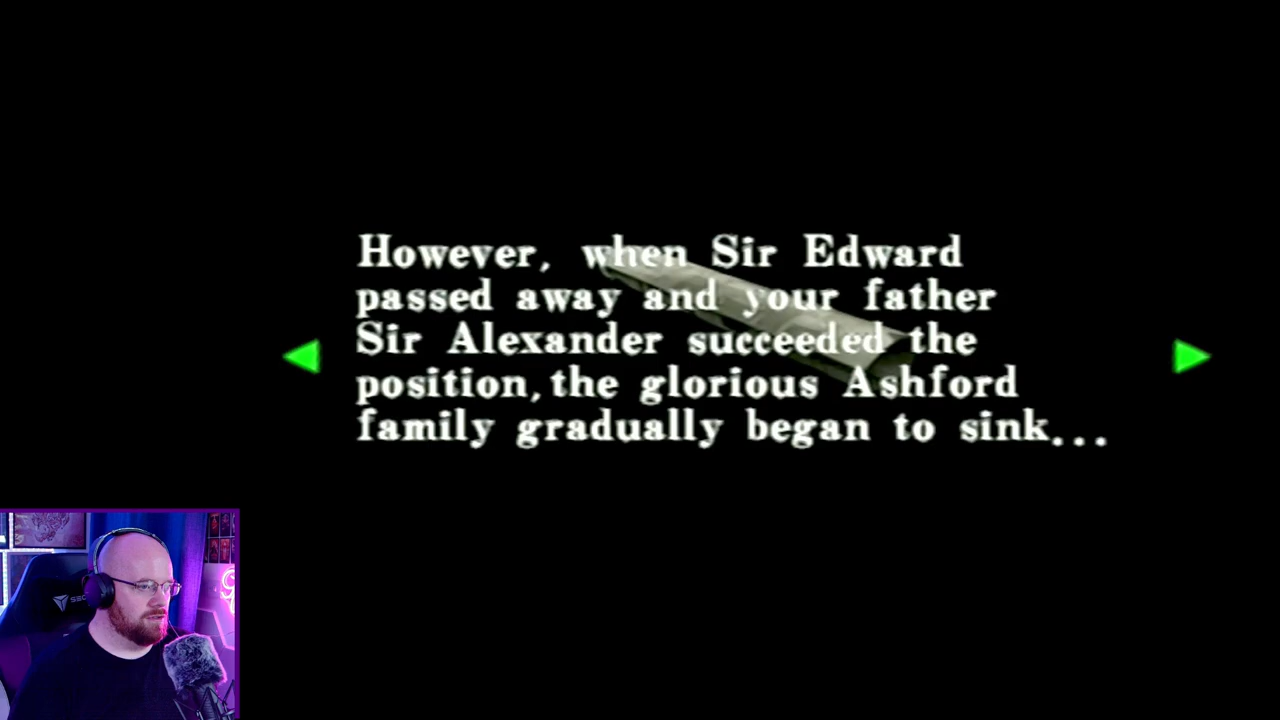 However, when Sir Edward
passed away and your father
Sir Alexander succeeded the
position,the glorious Ashford
family gradually began to sink...